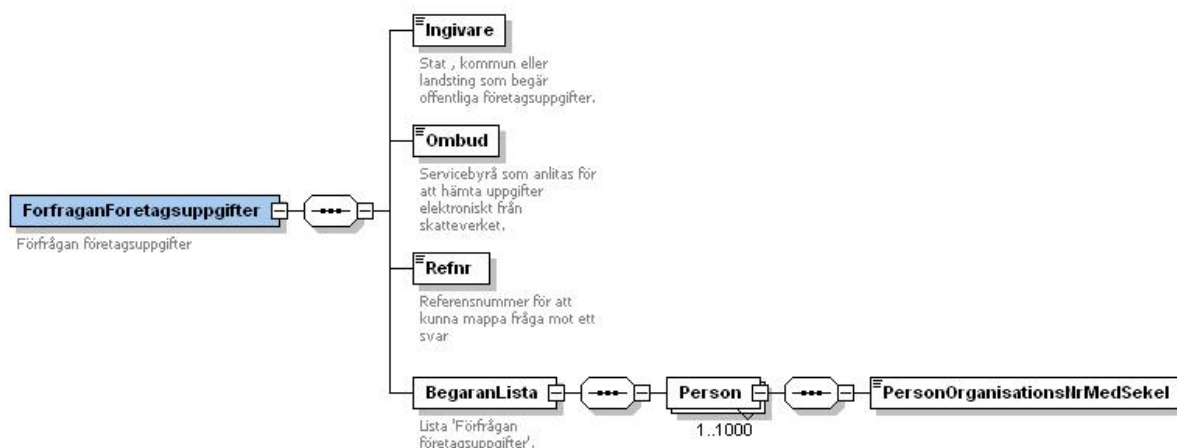 Ingivare
Stat , kommun eller
landsting som begär
offentliga företagsuppgifter.
Ombud
Servicebyrå som anlitas för
att hämta uppgifter
elektroniskt från
skatteverket.
ForfraganForetagsuppgifter
Förfrågan företagsuppgifter
Refnr
Referensnummer för att
kunna mappa fråga mot ett
svar
BegaranLista
Person
PersonOrganisationsNrMedSekel
1..1000
Lista 'Förfrågan
företagsuppgifter'.